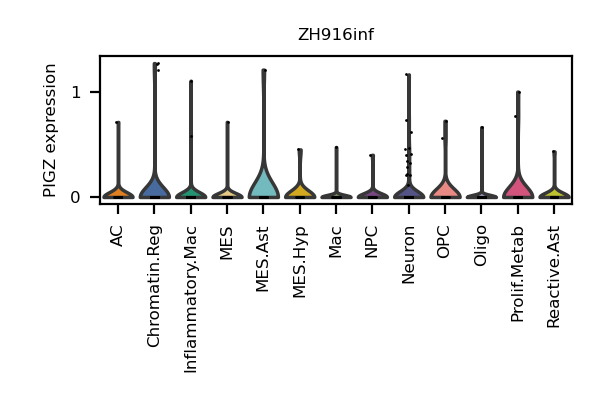 ZH916inf
PIGZ expression
1
0
AC
Chromatin.Reg
Inflammatory.Mac
MES
MES.Ast
MES.Hyp
Mac
NPC
Neuron
OPC
Oligo
Prolif.Metab
Reactive.Ast